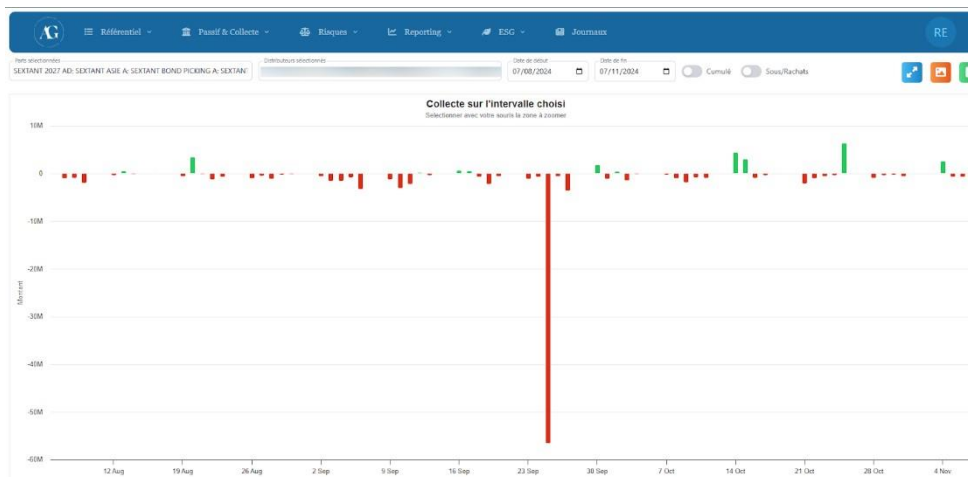 AG
Référentiel
Passif & Collecte
Risques
Reporting
ESG
Journaux
RE
Parts sélectionnées
SEXTANT 2027 AD; SEXTANT ASIE A; SEXTANT BOND PICKING A; SEXTAN
Distributeurs sélectionnés
Date de début
07/08/2024
Date de fin
07/11/2024
Cumulé
Sous/Rachats
Collecte sur l'intervalle choisi
Selectionner avec votre souris la zone à zoomer
10M
0
-10M
-20M
-30M
-40M
-50M
-60M
Montant
12 Aug
19 Aug
26 Aug
2 Sep
9 Sep
16 Sep
23 Sep
30 Sep
7 Oct
14 Oct
21 Oct
28 Oct
4 Nov